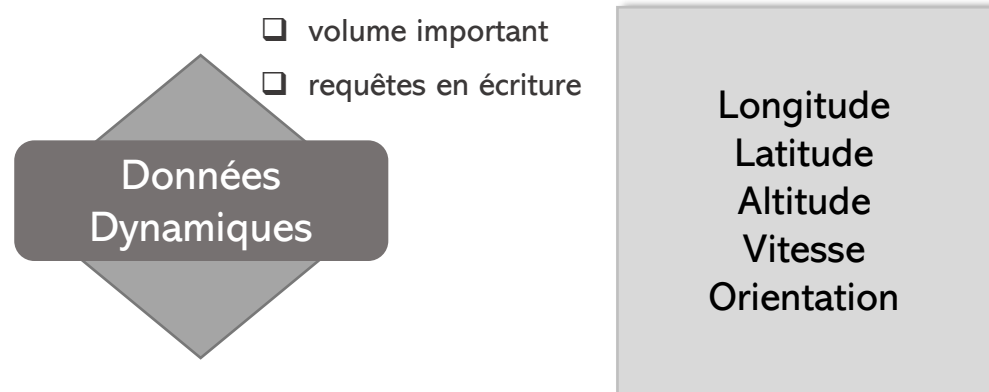 ❑ volume important
❑ requêtes en écriture
Données
Dynamiques
Longitude
Latitude
Altitude
Vitesse
Orientation